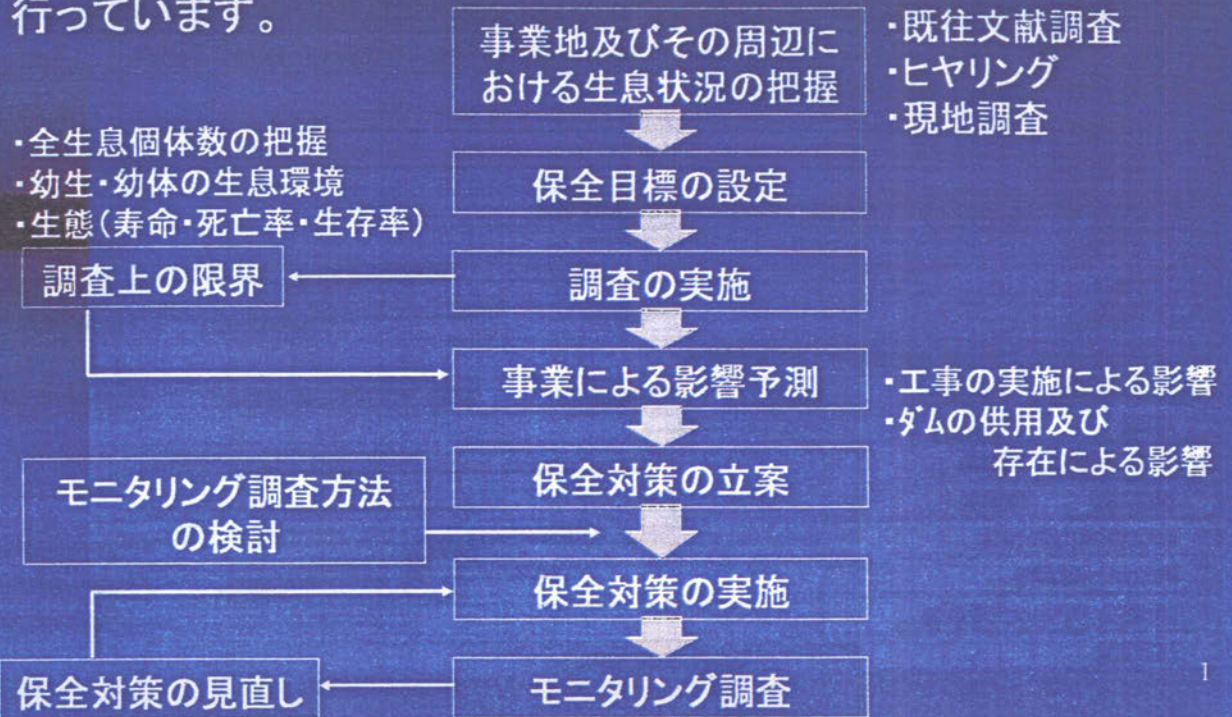 行っています。
事業地及びその周辺に
おける生息状況の把握
・既往文献調査
・ヒヤリング
・現地調査
・全生息個体数の把握
・幼生・幼体の生息環境
・生態(寿命・死亡率・生存率)
保全目標の設定
調査上の限界
調査の実施
事業による影響予測
・工事の実施による影響
・ダムの供用及び
存在による影響
保全対策の立案
モニタリング調査方法
の検討
保全対策の実施
保全対策の見直し
モニタリング調査
1